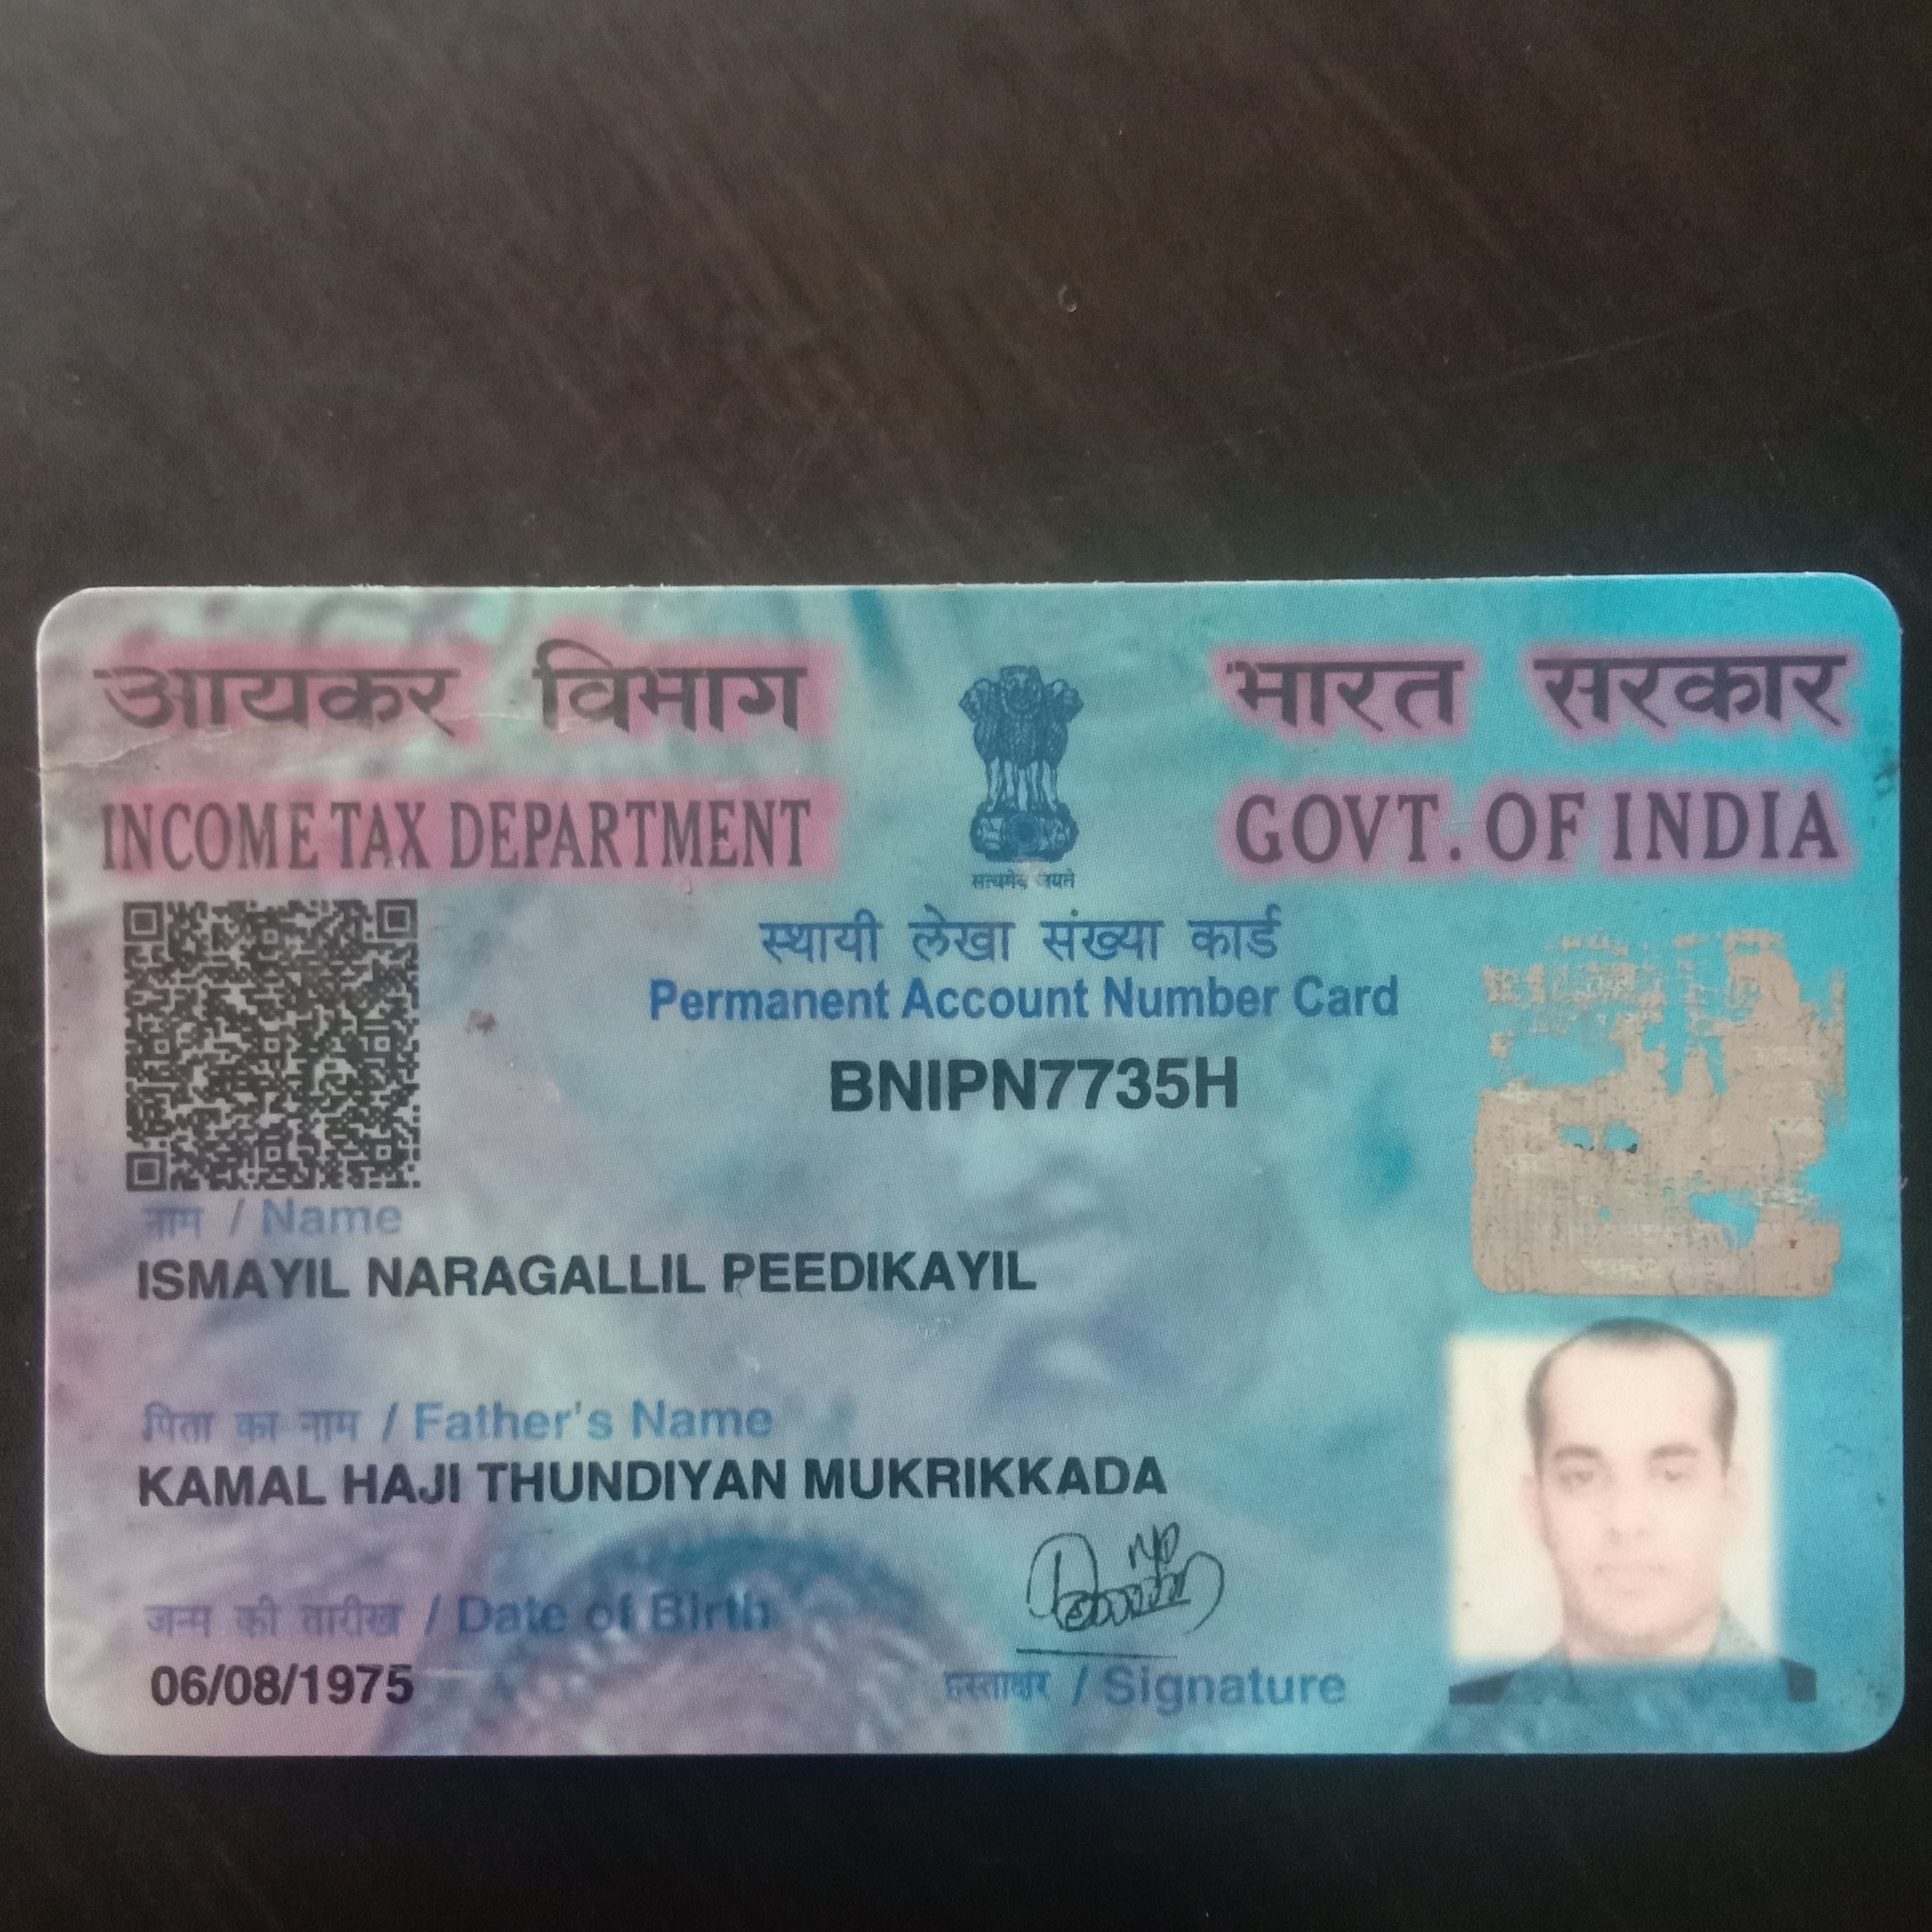 आयकर विभाग
INCOME TAX DEPARTMENT
भारत सरकार
GOVT. OF INDIA
सत्यमेव जयते
स्थायी लेखा संख्या कार्ड
Permanent Account Number Card
BNIPN7735H
नाम / Name
ISMAYIL NARAGALLIL PEEDIKAYIL
पिता का नाम / Father's Name
KAMAL HAJI THUNDIYAN MUKRIKKADA
जन्म की तारीख / Date of Birth
06/08/1975
हस्ताक्षर / Signature